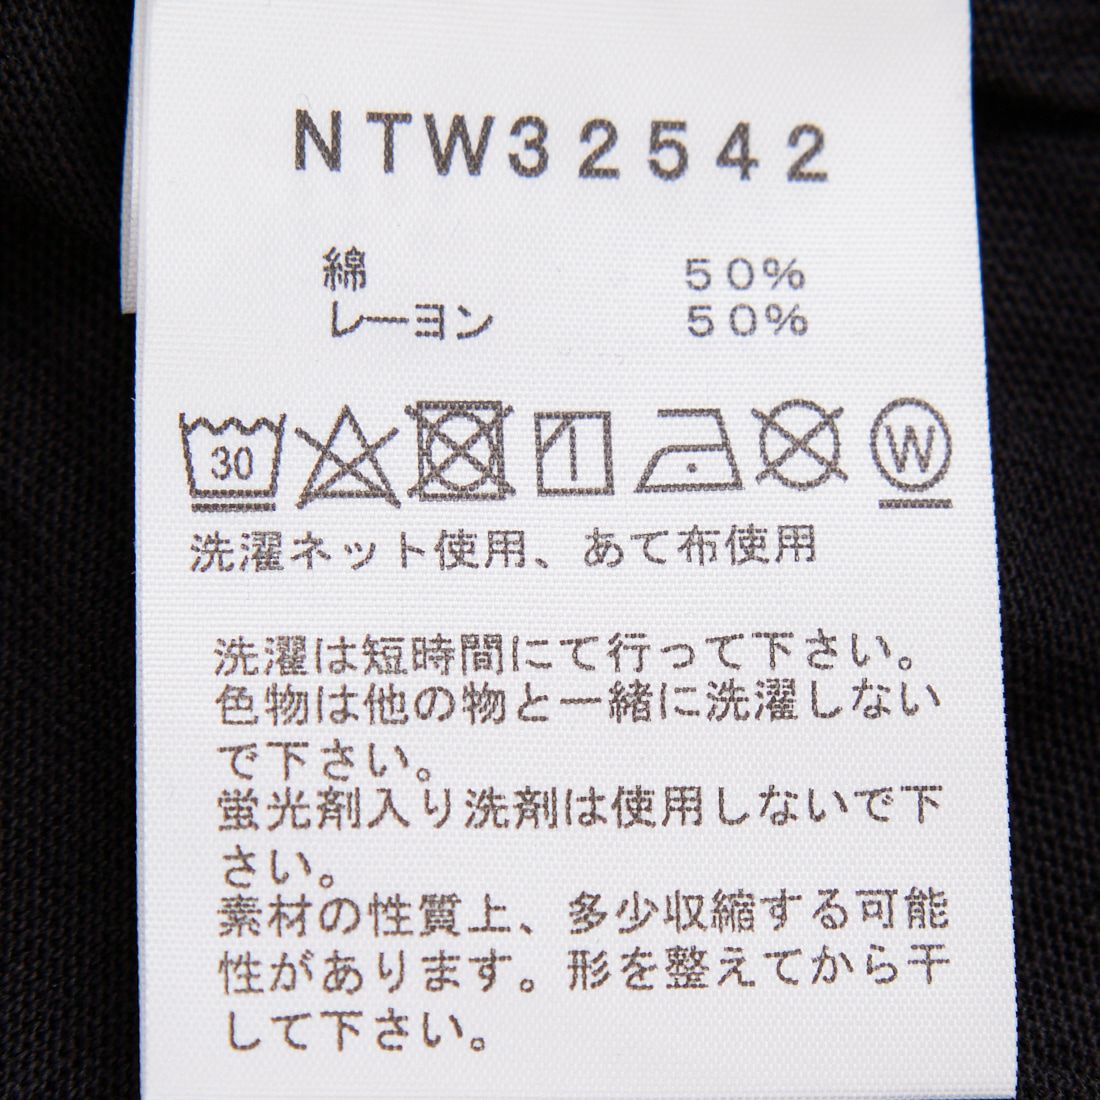 NTW32542
綿 50%
レーヨン 50%
30 W
洗濯ネット使用、あて布使用
洗濯は短時間にて行って下さい。
色物は他の物と一緒に洗濯しない
で下さい。
蛍光剤入り洗剤は使用しないで下
さい。
素材の性質上、多少収縮する可能
性があります。形を整えてから干
して下さい。